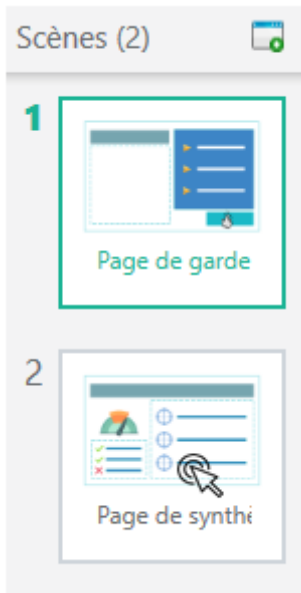 Scènes (2)
1
Page de garde
2
Page de synthè